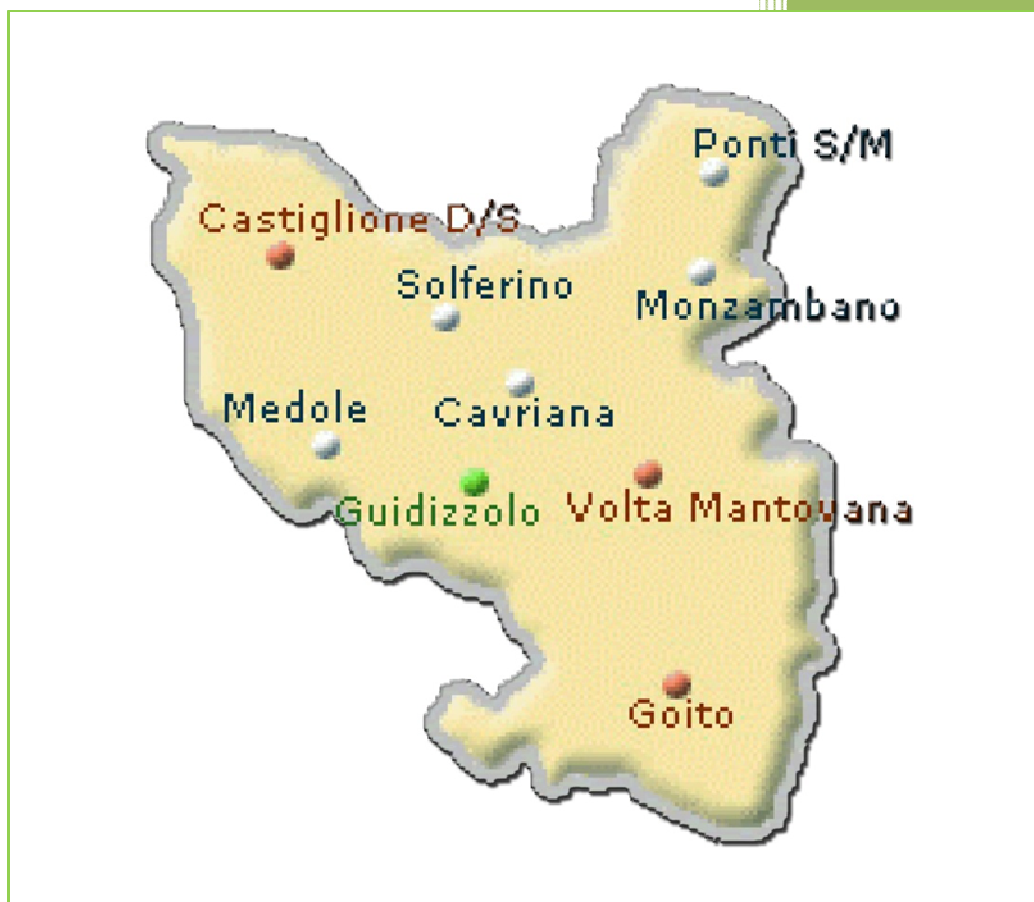 Ponti S/M
Castiglione D/S
Solferino
Monzambano
Medole
Cavriana
Guidizzolo
Volta Mantovana
Goito